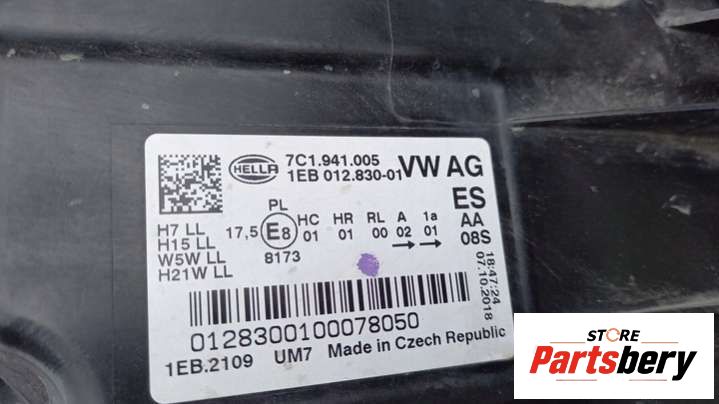 HELLA
7C1.941.005
1EB 012.830-01
VW AG
ES
AA
08S
18:47:24
07.10.2018
H7 LL
H15 LL
W5W LL
H21W LL
17,5
PL
E8
8173
HC HR RL A 1a
01 01 00 02 01
0128300100078050
1EB.2109 UM7 Made in Czech Republic
STORE
Partsbery